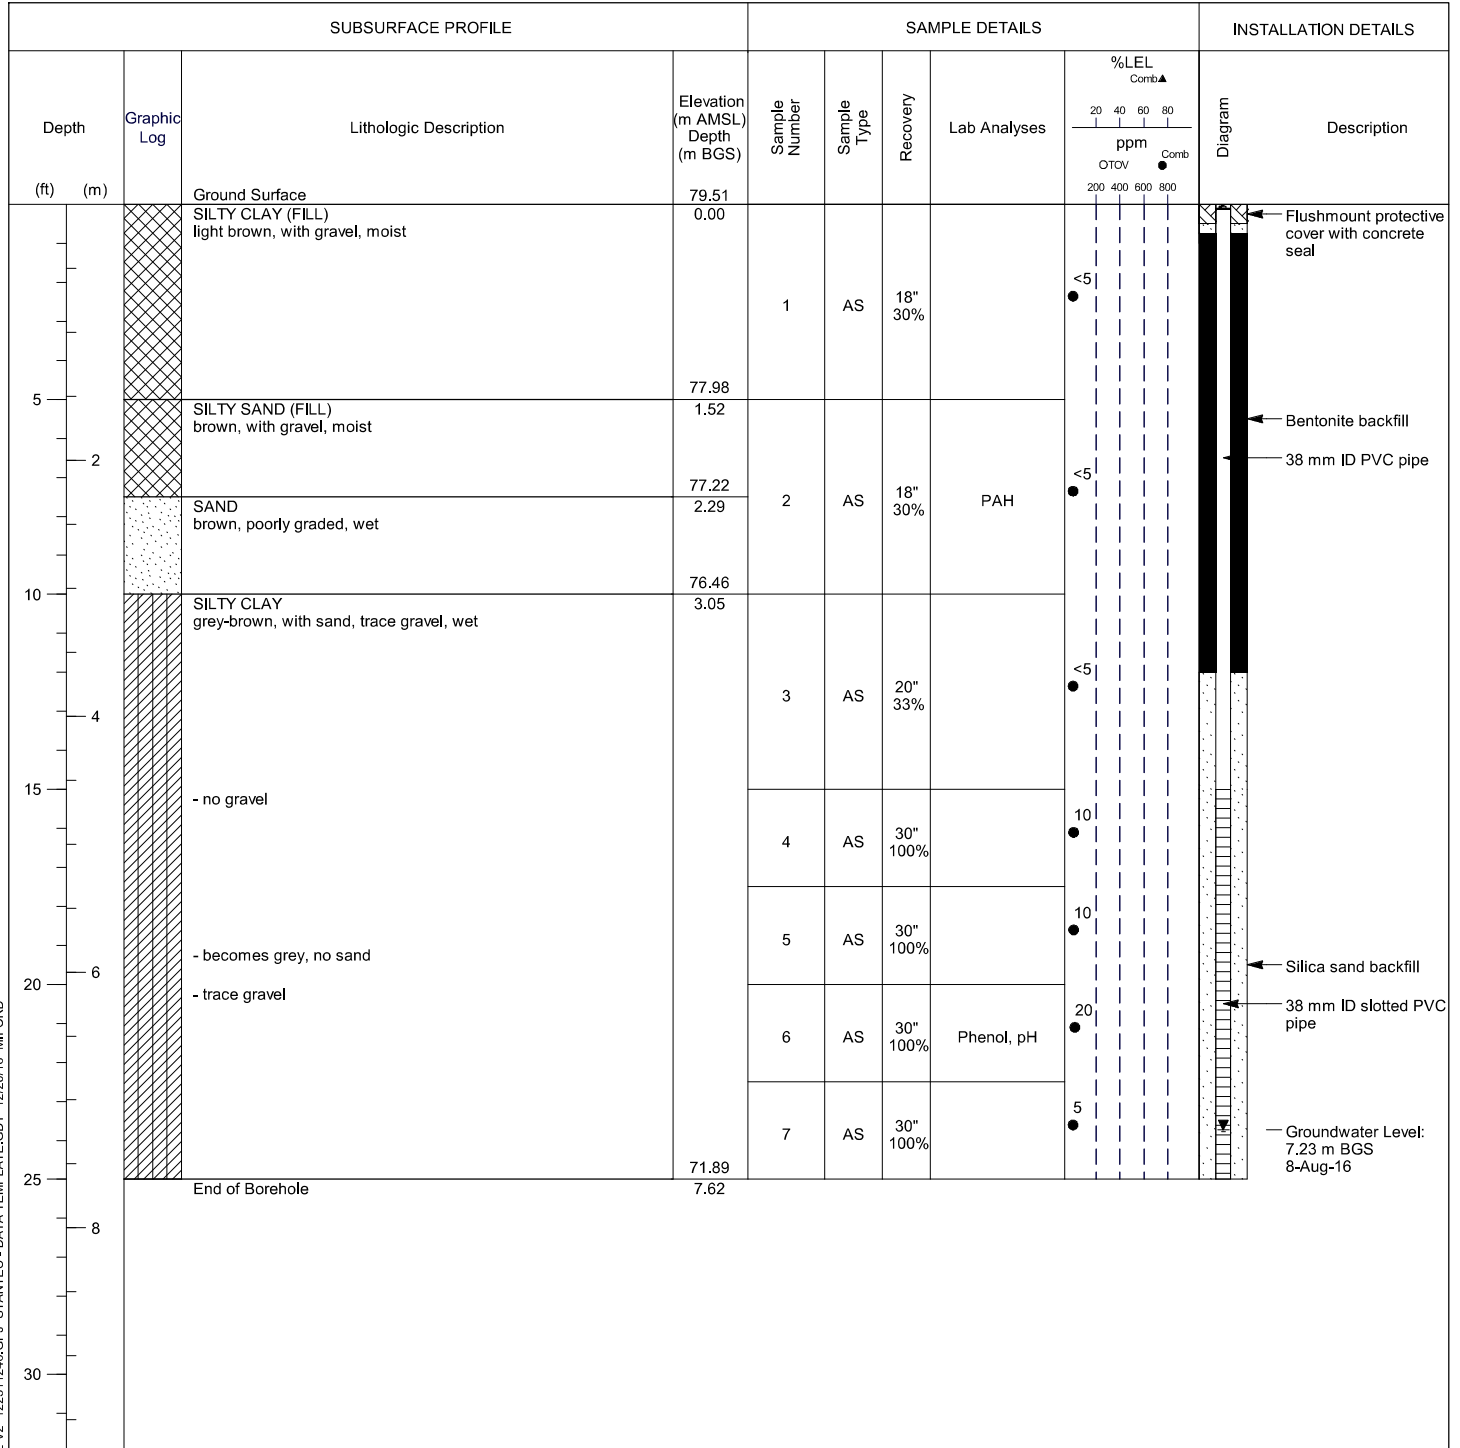 SUBSURFACE PROFILE
SAMPLE DETAILS
INSTALLATION DETAILS
Depth
(ft) (m)
Graphic
Log
Lithologic Description
Elevation
(m AMSL)
Depth
(m BGS)
Sample
Number
Sample
Type
Recovery
Lab Analyses
%LEL
Comb▲
20 40 60 80
ppm
OTOV ● Comb
200 400 600 800
Diagram
Description
Ground Surface 79.51
SILTY CLAY (FILL) 0.00
light brown, with gravel, moist
Flushmount protective
cover with concrete
seal
1 AS 18"
30%
<5
77.98
5
SILTY SAND (FILL) 1.52
brown, with gravel, moist
Bentonite backfill
2
38 mm ID PVC pipe
77.22
2 AS 18"
30%
PAH
<5
SAND 2.29
brown, poorly graded, wet
76.46
10
SILTY CLAY 3.05
grey-brown, with sand, trace gravel, wet
3 AS 20"
33%
<5
4
15
- no gravel
4 AS 30"
100%
10
5 AS 30"
100%
10
- becomes grey, no sand
6
Silica sand backfill
20
- trace gravel
38 mm ID slotted PVC
pipe
6 AS 30"
100%
Phenol, pH
20
7 AS 30"
100%
5
Groundwater Level:
7.23 m BGS
8-Aug-16
71.89
25
End of Borehole 7.62
8
30